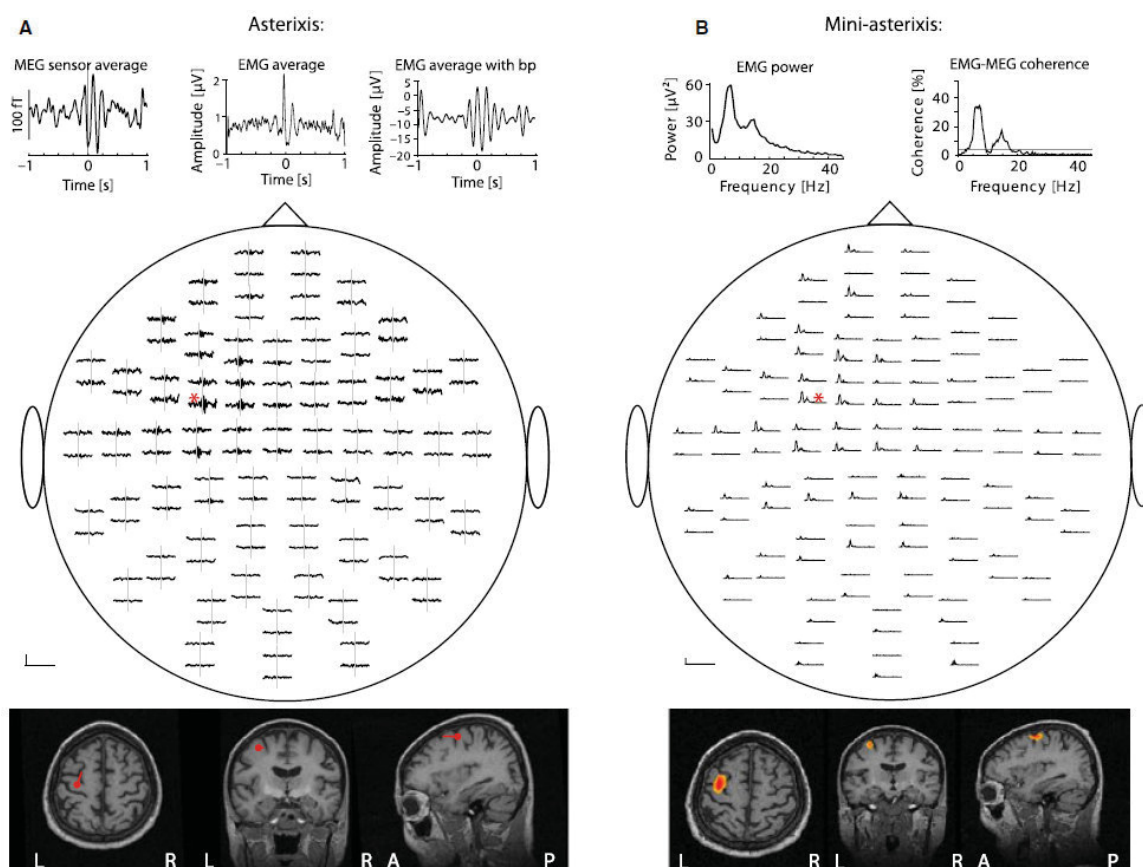 A
Asterixis:
MEG sensor average
100 fT
-1 0 1
Time [s]
EMG average
Amplitude [µV]
2
1
0
-1 0 1
Time [s]
EMG average with bp
Amplitude [µV]
5
0
-5
-10
-15
-20
-1 0 1
Time [s]
*
L R L R A P
B
Mini-asterixis:
EMG power
Power [µV²]
60
30
0
0 20 40
Frequency [Hz]
EMG-MEG coherence
Coherence [%]
40
20
0
0 20 40
Frequency [Hz]
*
L R L R A P